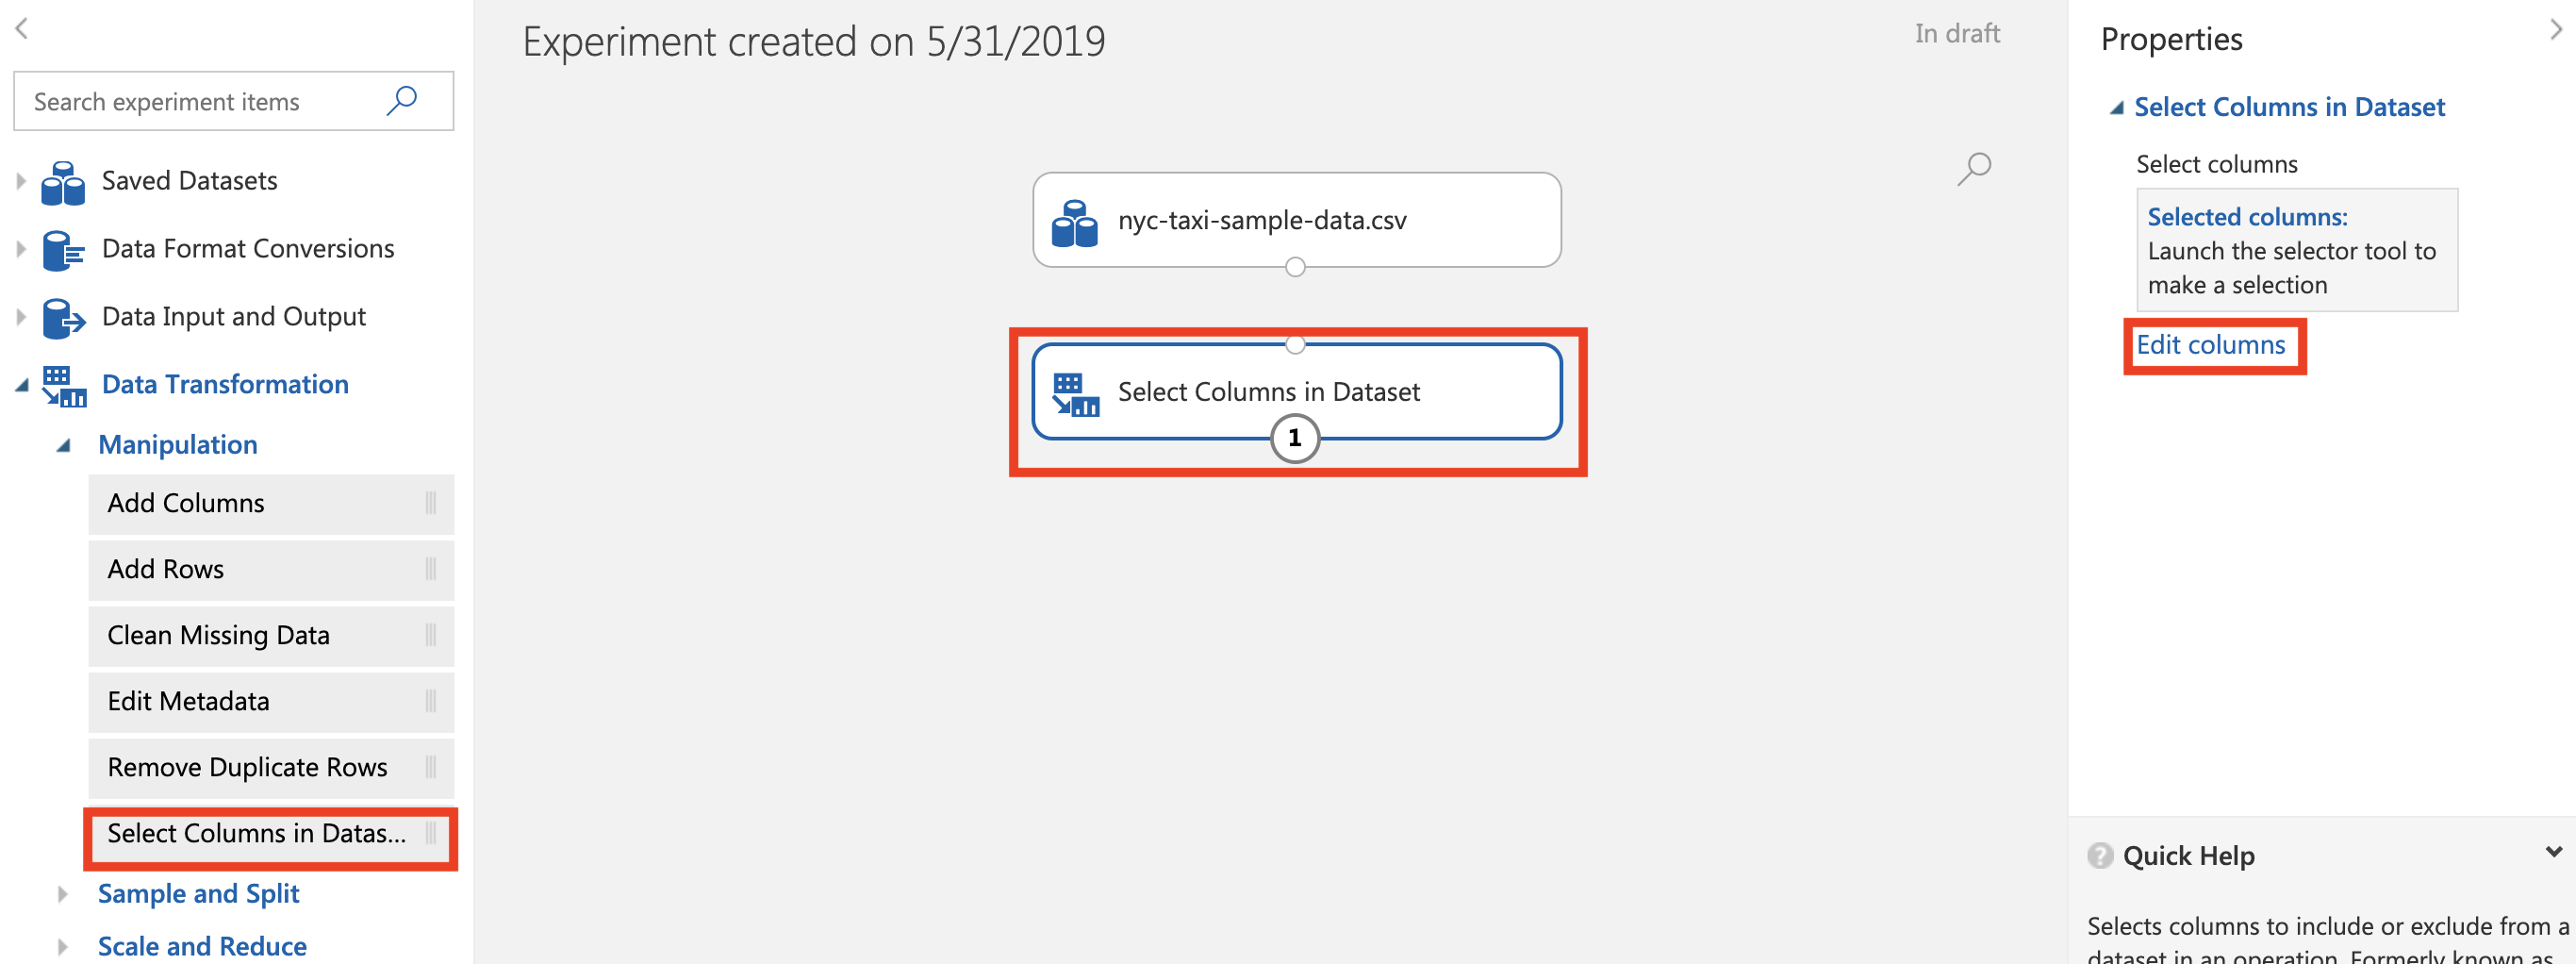 Search experiment items
Saved Datasets
Data Format Conversions
Data Input and Output
Data Transformation
Manipulation
Add Columns
Add Rows
Clean Missing Data
Edit Metadata
Remove Duplicate Rows
Select Columns in Datas...
Sample and Split
Scale and Reduce
Experiment created on 5/31/2019
In draft
nyc-taxi-sample-data.csv
Select Columns in Dataset
1
Properties
Select Columns in Dataset
Select columns
Selected columns:
Launch the selector tool to
make a selection
Edit columns
? Quick Help
Selects columns to include or exclude from a
dataset in an operation. Formerly known as